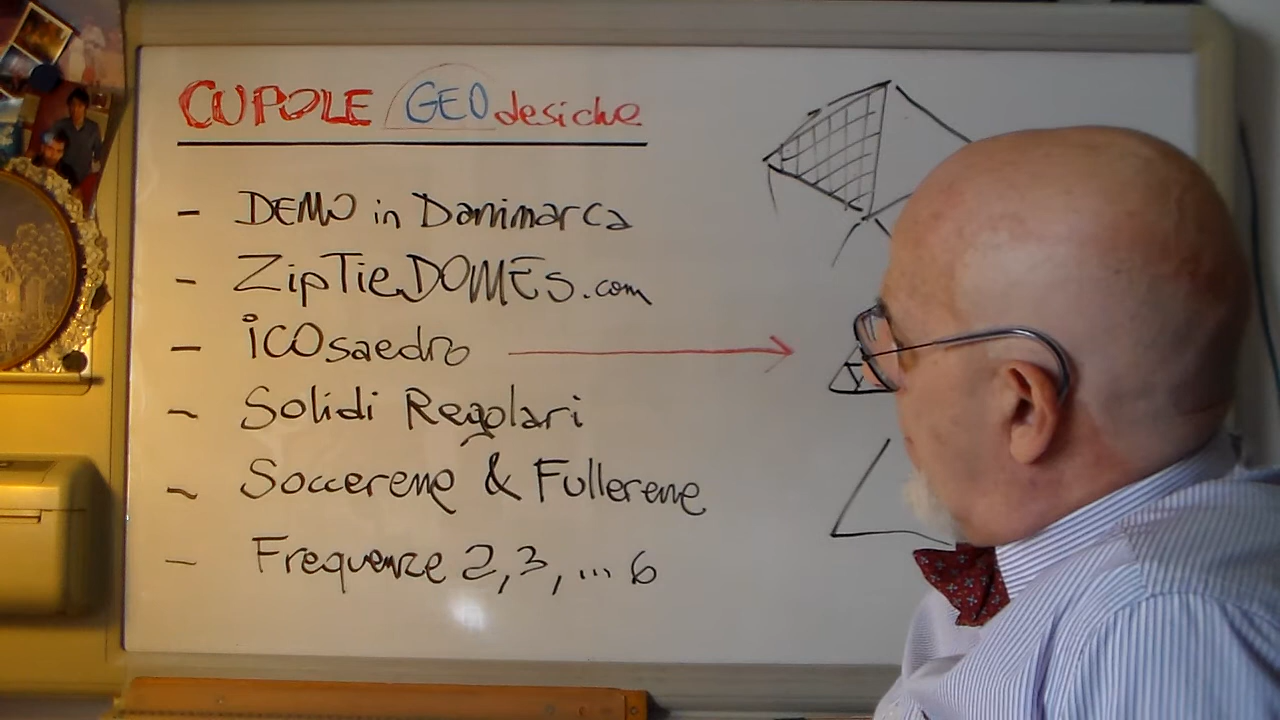 CUPOLE GEOdesiche
- DEMO in Danimarca
- ZipTieDOMES.com
- iCOsaedro
- Solidi Regolari
- Soccerene & Fullerene
- Frequenze 2,3, ... 6